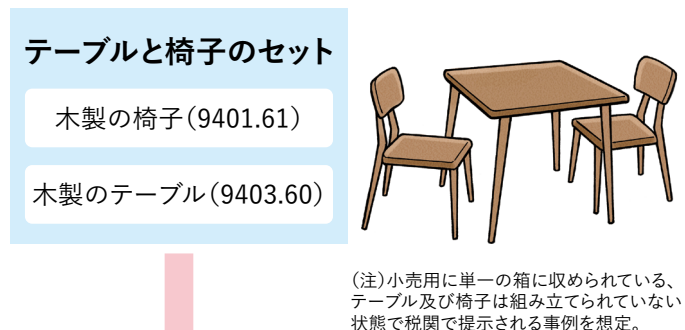 テーブルと椅子のセット
木製の椅子（9401.61）
木製のテーブル（9403.60）
（注）小売用に単一の箱に収められている、
テーブル及び椅子は組み立てられていない
状態で税関で提示される事例を想定。